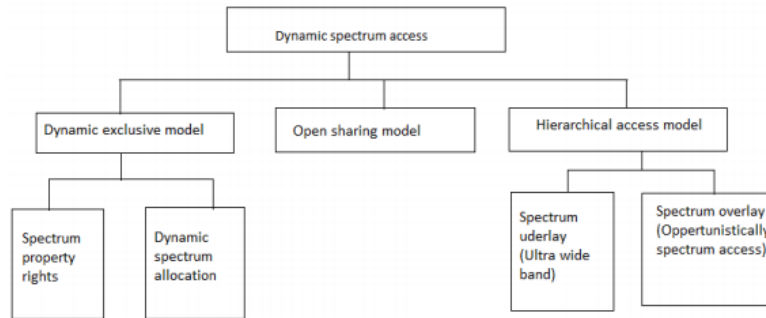 Dynamic spectrum access
Dynamic exclusive model
Open sharing model
Hierarchical access model
Spectrum
property
rights
Dynamic
spectrum
allocation
Spectrum
uderlay
(Ultra wide
band)
Spectrum overlay
(Oppertunistically
spectrum access)